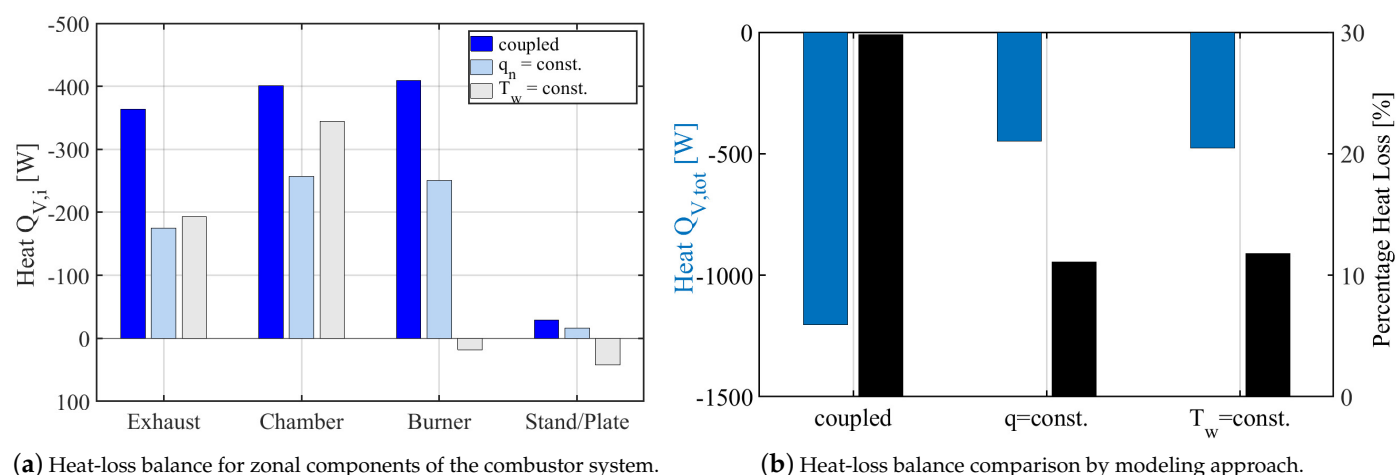 -500
-400
-300
-200
-100
0
100
Heat Q_V,i [W]
coupled
q_n = const.
T_w = const.
Exhaust Chamber Burner Stand/Plate
(a) Heat-loss balance for zonal components of the combustor system.
0
-500
-1000
-1500
Heat Q_V,tot [W]
30
20
10
0
Percentage Heat Loss [%]
coupled q=const. T_w=const.
(b) Heat-loss balance comparison by modeling approach.